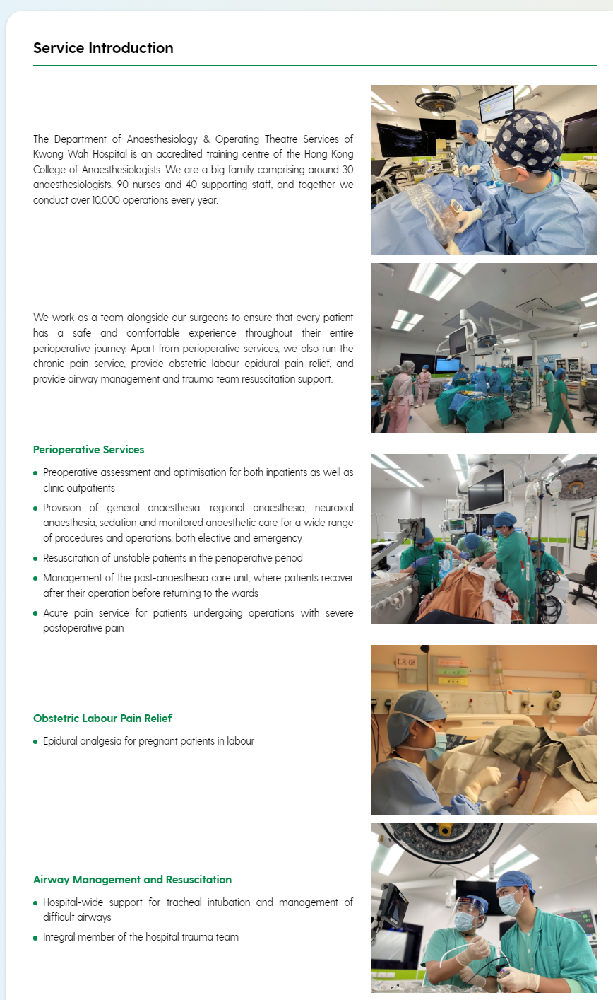 Service Introduction
The Department of Anaesthesiology & Operating Theatre Services of
Kwong Wah Hospital is an accredited training centre of the Hong Kong
College of Anaesthesiologists. We are a big family comprising around 30
anaesthesiologists, 90 nurses and 40 supporting staff, and together we
conduct over 10,000 operations every year.
We work as a team alongside our surgeons to ensure that every patient
has a safe and comfortable experience throughout their entire
perioperative journey. Apart from perioperative services, we also run the
chronic pain service, provide obstetric labour epidural pain relief, and
provide airway management and trauma team resuscitation support.
Perioperative Services
Preoperative assessment and optimisation for both inpatients as well as
clinic outpatients
Provision of general anaesthesia, regional anaesthesia, neuraxial
anaesthesia, sedation and monitored anaesthetic care for a wide range
of procedures and operations, both elective and emergency
Resuscitation of unstable patients in the perioperative period
Management of the post-anaesthesia care unit, where patients recover
after their operation before returning to the wards
Acute pain service for patients undergoing operations with severe
postoperative pain
LR-08
Obstetric Labour Pain Relief
Epidural analgesia for pregnant patients in labour
Airway Management and Resuscitation
Hospital-wide support for tracheal intubation and management of
difficult airways
Integral member of the hospital trauma team